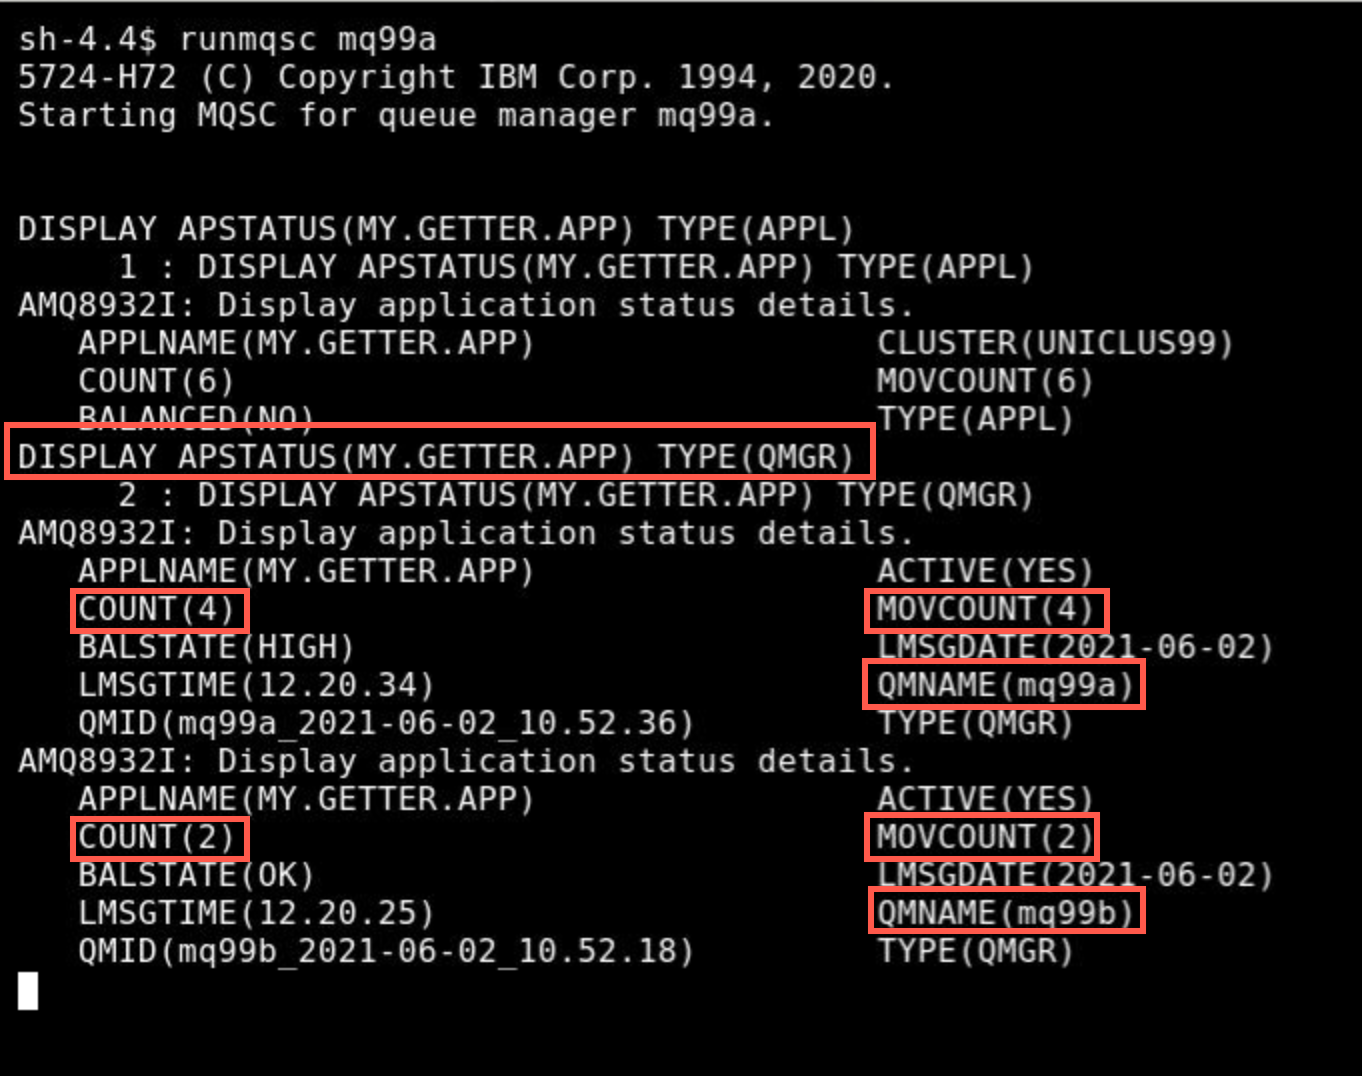 sh-4.4$ runmqsc mq99a
5724-H72 (C) Copyright IBM Corp. 1994, 2020.
Starting MQSC for queue manager mq99a.
DISPLAY APSTATUS(MY.GETTER.APP) TYPE(APPL)
1 : DISPLAY APSTATUS(MY.GETTER.APP) TYPE(APPL)
AMQ8932I: Display application status details.
APPLNAME(MY.GETTER.APP) CLUSTER(UNICLUS99)
COUNT(6) MOVCOUNT(6)
BALANCED(NO) TYPE(APPL)
DISPLAY APSTATUS(MY.GETTER.APP) TYPE(QMGR)
2 : DISPLAY APSTATUS(MY.GETTER.APP) TYPE(QMGR)
AMQ8932I: Display application status details.
APPLNAME(MY.GETTER.APP) ACTIVE(YES)
COUNT(4) MOVCOUNT(4)
BALSTATE(HIGH) LMSGDATE(2021-06-02)
LMSGTIME(12.20.34) QMNAME(mq99a)
QMID(mq99a_2021-06-02_10.52.36) TYPE(QMGR)
AMQ8932I: Display application status details.
APPLNAME(MY.GETTER.APP) ACTIVE(YES)
COUNT(2) MOVCOUNT(2)
BALSTATE(OK) LMSGDATE(2021-06-02)
LMSGTIME(12.20.25) QMNAME(mq99b)
QMID(mq99b_2021-06-02_10.52.18) TYPE(QMGR)